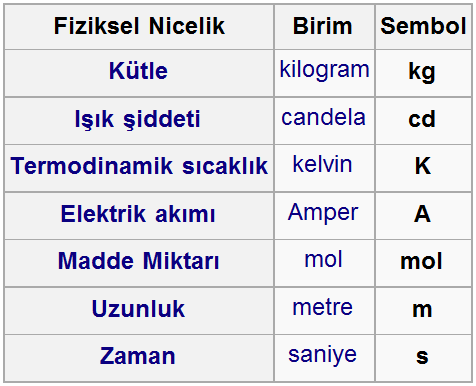 Fiziksel Nicelik Birim Sembol
Kütle kilogram kg
Işık şiddeti candela cd
Termodinamik sıcaklık kelvin K
Elektrik akımı Amper A
Madde Miktarı mol mol
Uzunluk metre m
Zaman saniye s